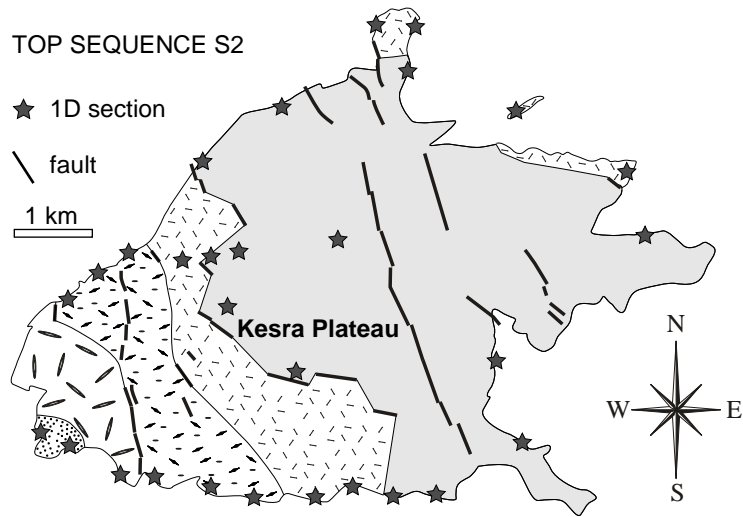 TOP SEQUENCE S2
1D section
fault
1 km
Kesra Plateau
N
W
E
S